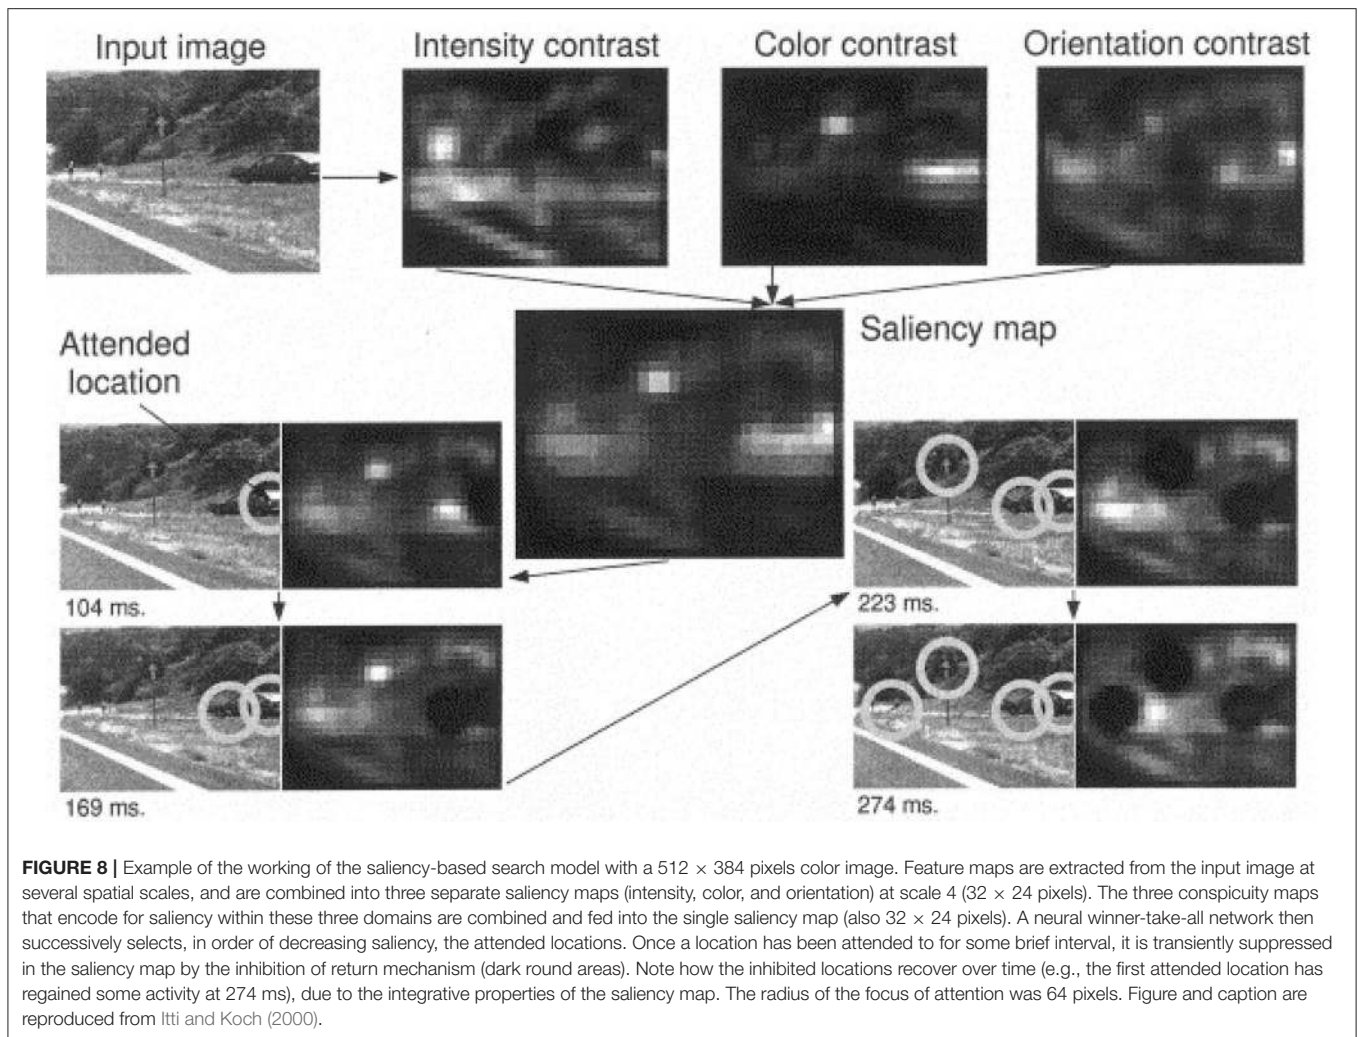 Input image
Intensity contrast
Color contrast
Orientation contrast
Saliency map
Attended
location
104 ms.
169 ms.
223 ms.
274 ms.
FIGURE 8 | Example of the working of the saliency-based search model with a 512 × 384 pixels color image. Feature maps are extracted from the input image at
several spatial scales, and are combined into three separate saliency maps (intensity, color, and orientation) at scale 4 (32 × 24 pixels). The three conspicuity maps
that encode for saliency within these three domains are combined and fed into the single saliency map (also 32 × 24 pixels). A neural winner-take-all network then
successively selects, in order of decreasing saliency, the attended locations. Once a location has been attended to for some brief interval, it is transiently suppressed
in the saliency map by the inhibition of return mechanism (dark round areas). Note how the inhibited locations recover over time (e.g., the first attended location has
regained some activity at 274 ms), due to the integrative properties of the saliency map. The radius of the focus of attention was 64 pixels. Figure and caption are
reproduced from Itti and Koch (2000).